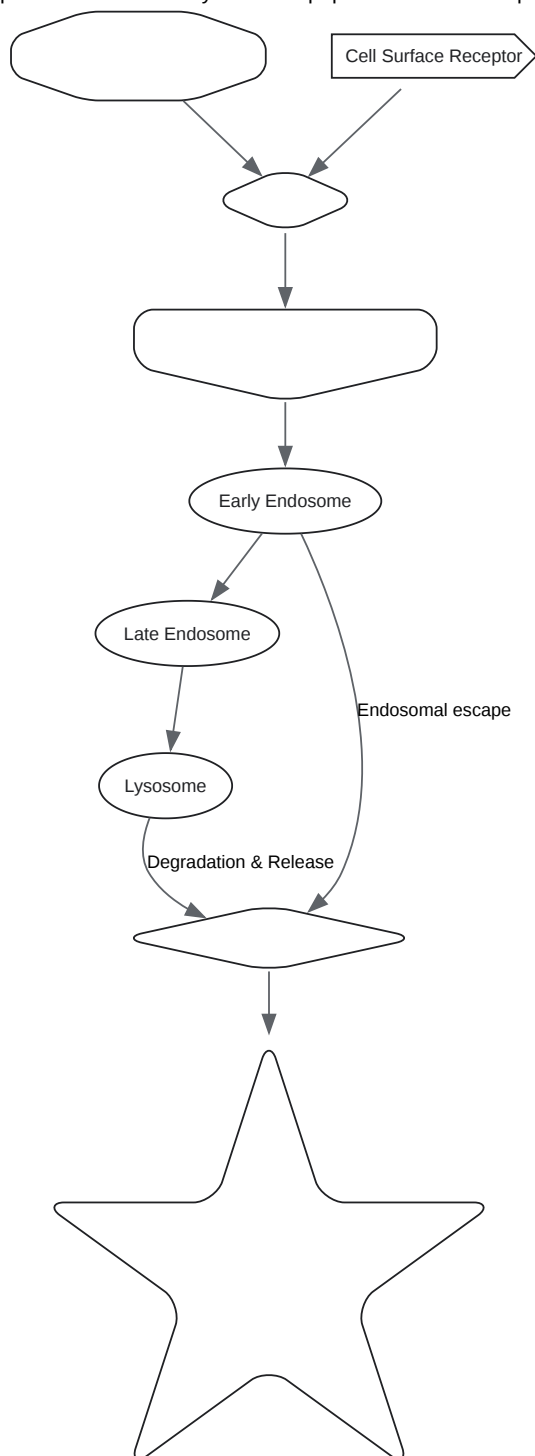 Cell Surface Receptor
Early Endosome
Late Endosome
Endosomal escape
Lysosome
Degradation & Release